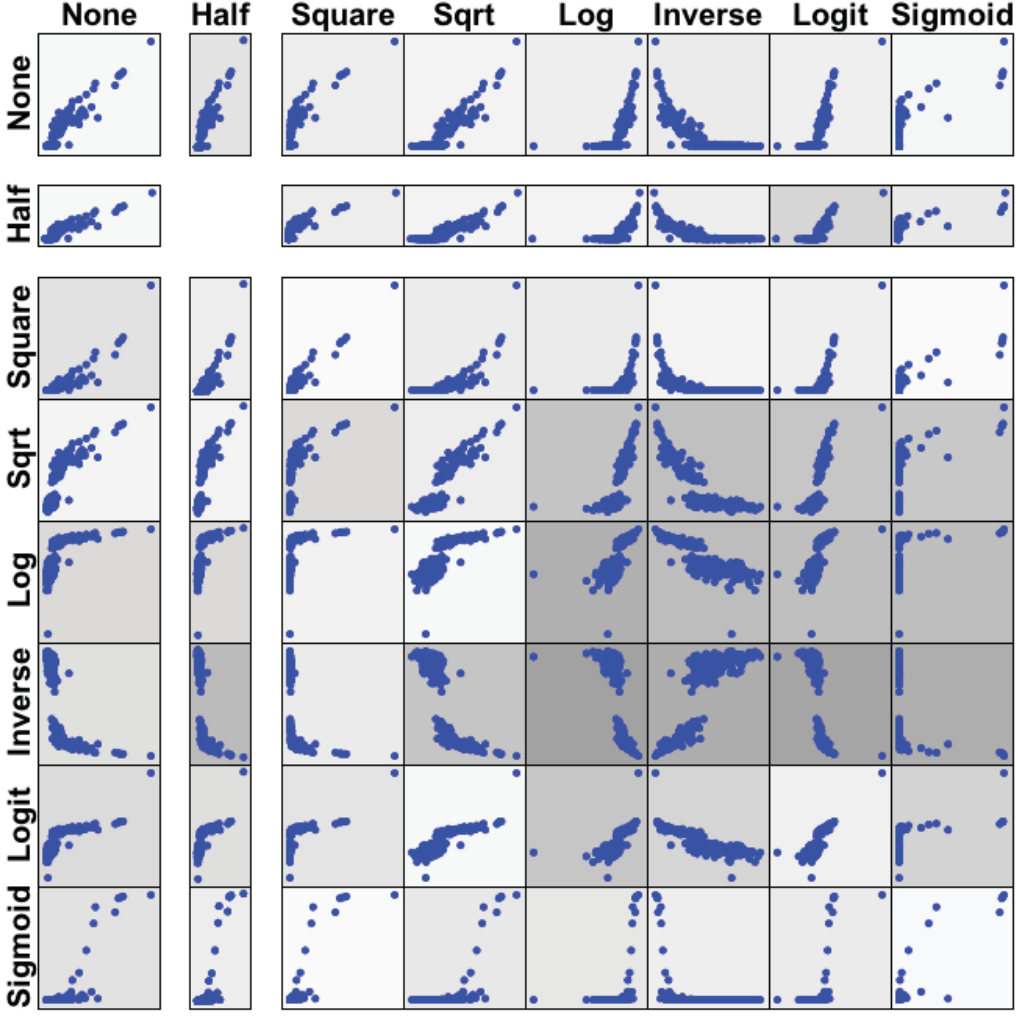 None Half Square Sqrt Log Inverse Logit Sigmoid
None
Half
Square
Sqrt
Log
Inverse
Logit
Sigmoid